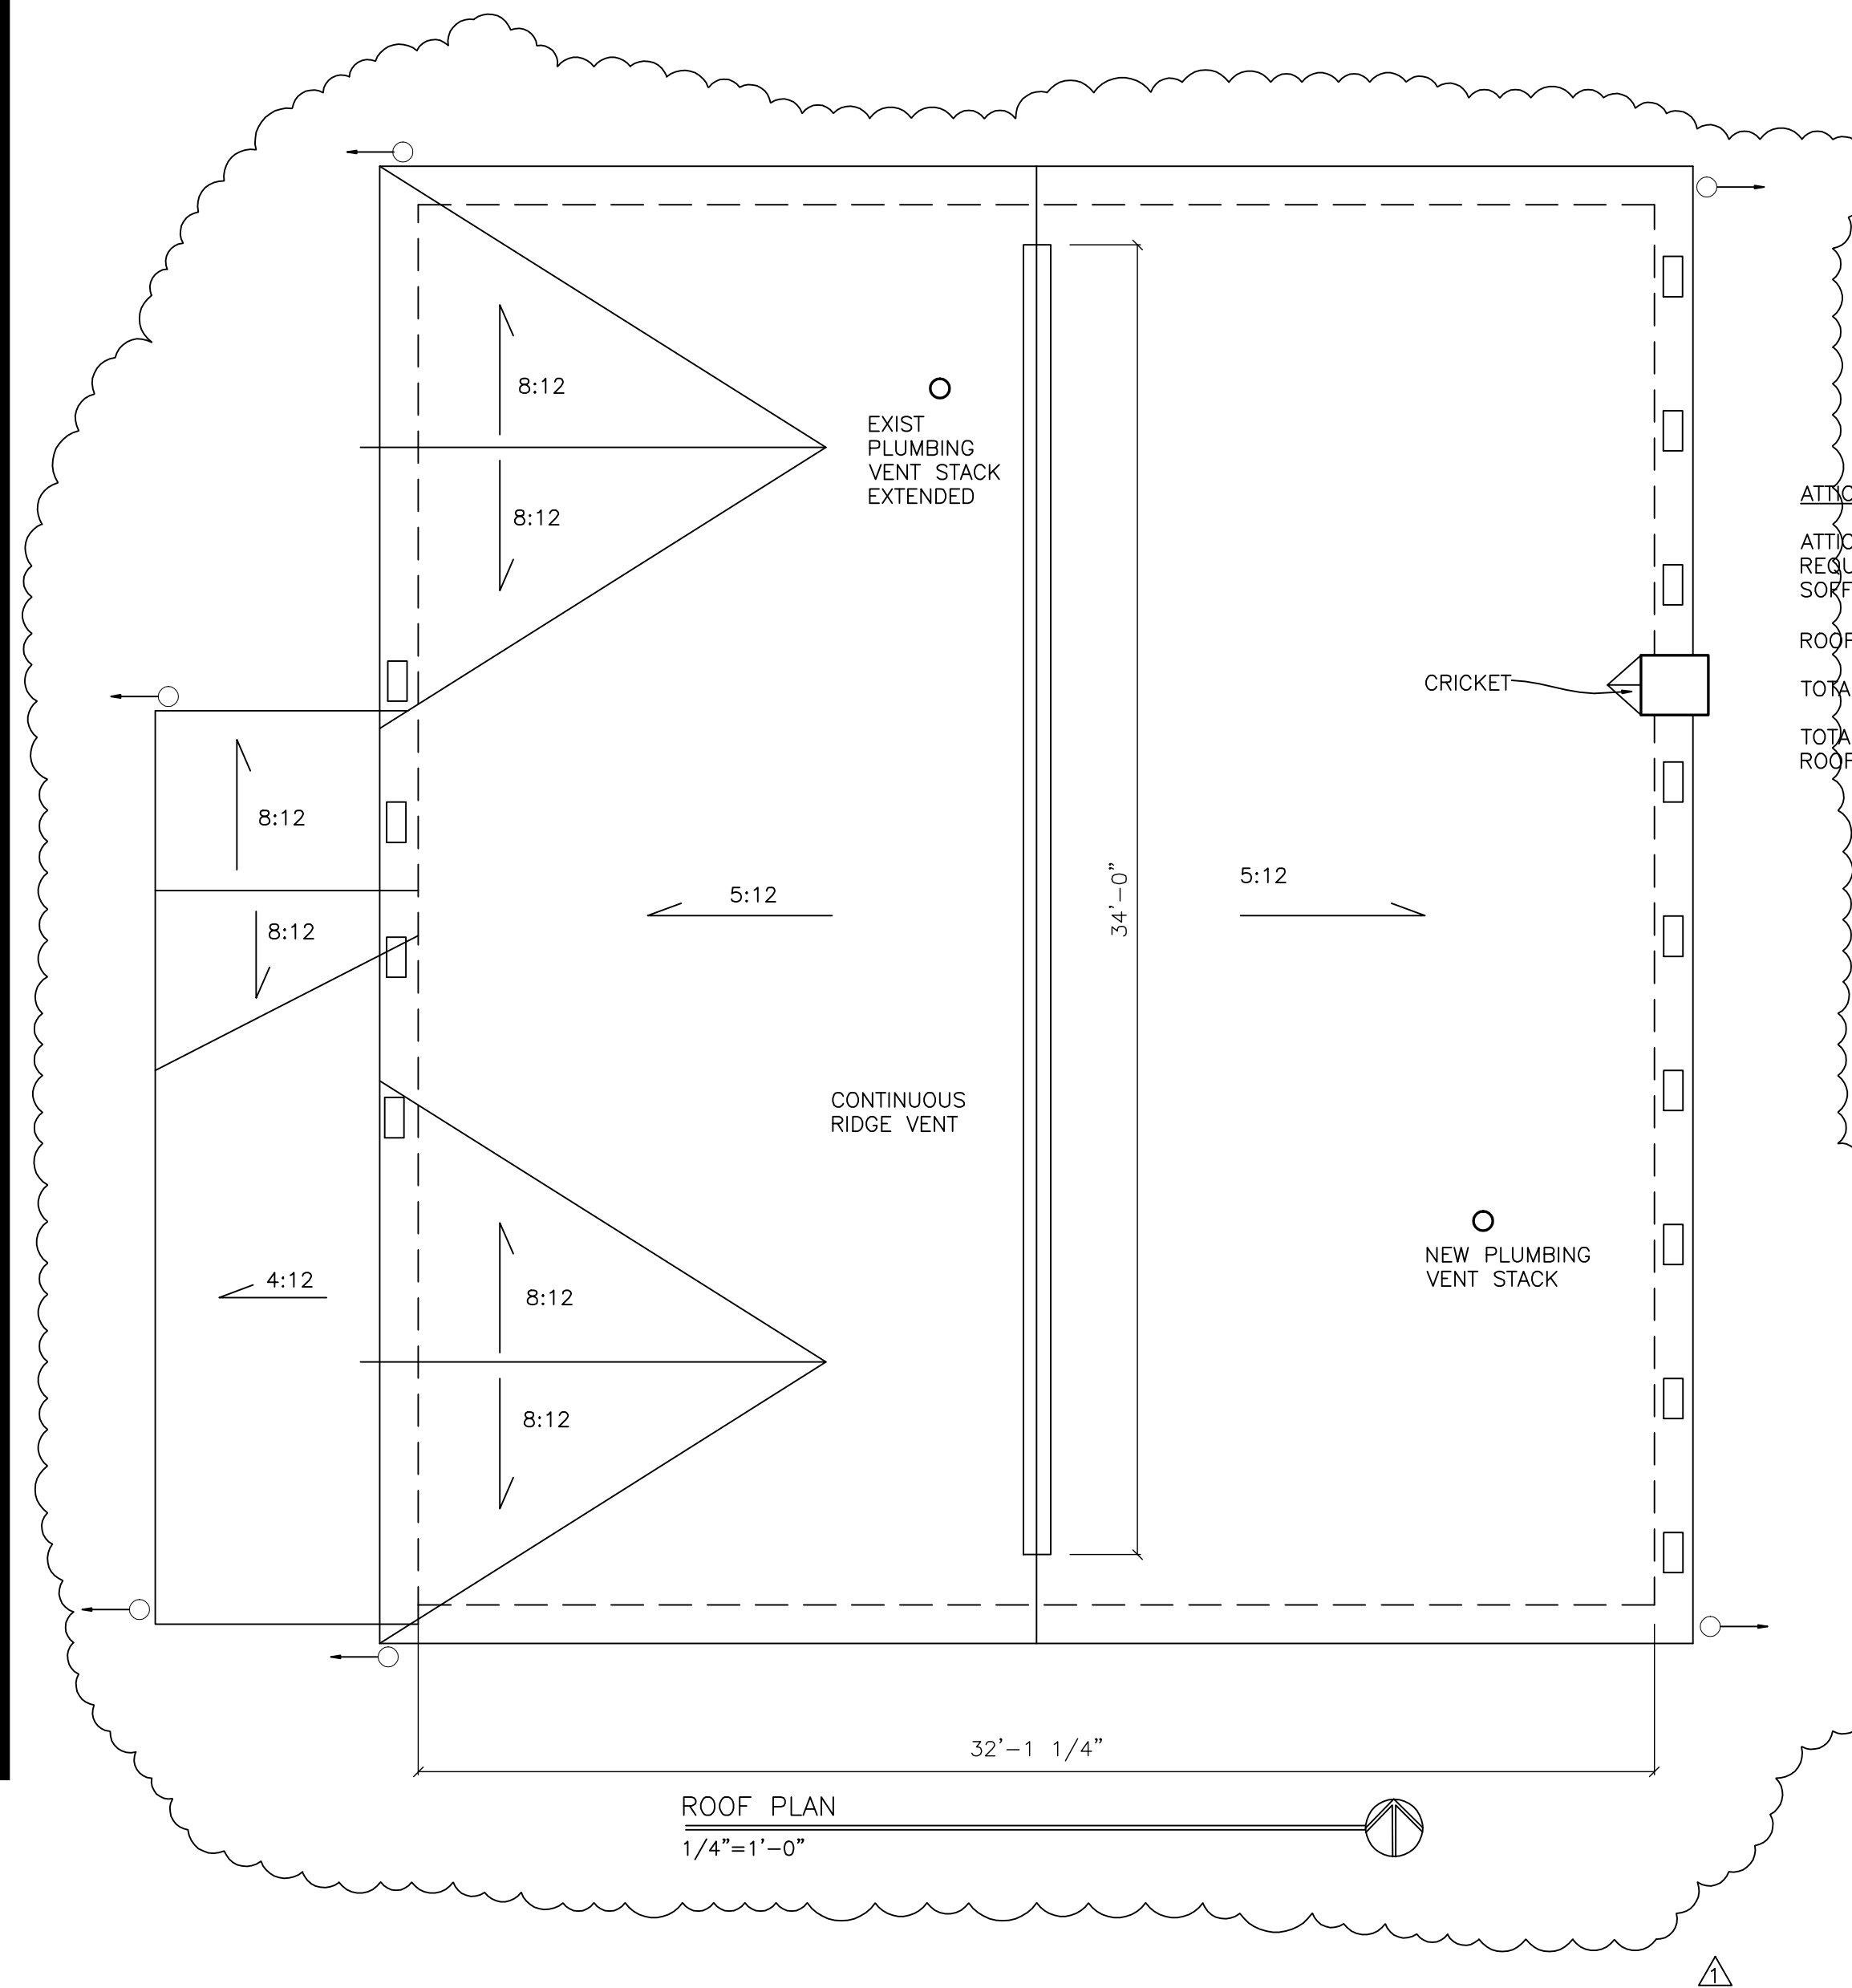 8:12
EXIST
PLUMBING
VENT STACK
EXTENDED
8:12
CRICKET
8:12
5:12
34'-0"
5:12
8:12
CONTINUOUS
RIDGE VENT
NEW PLUMBING
VENT STACK
4:12
8:12
8:12
32'-1 1/4"
ROOF PLAN
1/4"=1'-0"
1